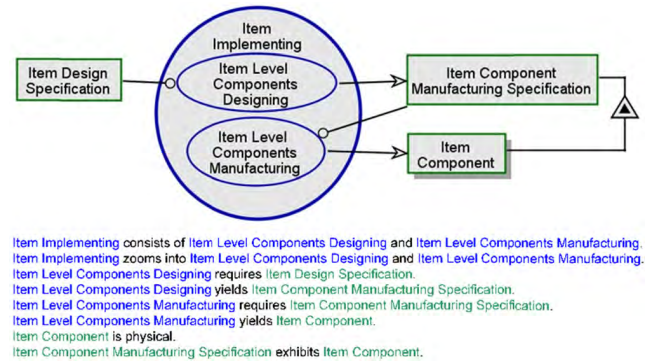 Item
Implementing
Item Level
Components
Designing
Item Design
Specification
Item Component
Manufacturing Specification
Item Level
Components
Manufacturing
Item
Component
Item Implementing consists of Item Level Components Designing and Item Level Components Manufacturing.
Item Implementing zooms into Item Level Components Designing and Item Level Components Manufacturing.
Item Level Components Designing requires Item Design Specification.
Item Level Components Designing yields Item Component Manufacturing Specification.
Item Level Components Manufacturing requires Item Component Manufacturing Specification.
Item Level Components Manufacturing yields Item Component.
Item Component is physical.
Item Component Manufacturing Specification exhibits Item Component.